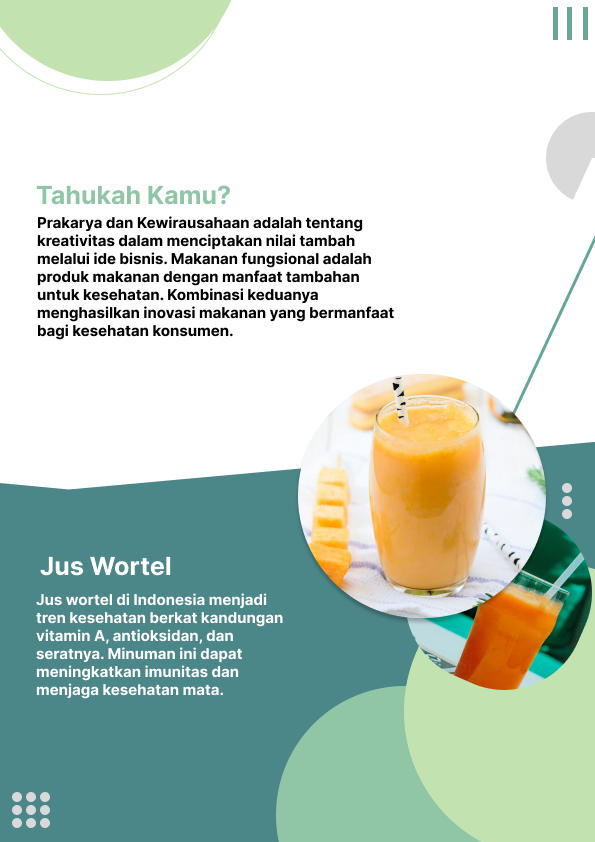 Tahukah Kamu?
Prakarya dan Kewirausahaan adalah tentang
kreativitas dalam menciptakan nilai tambah
melalui ide bisnis. Makanan fungsional adalah
produk makanan dengan manfaat tambahan
untuk kesehatan. Kombinasi keduanya
menghasilkan inovasi makanan yang bermanfaat
bagi kesehatan konsumen.
Jus Wortel
Jus wortel di Indonesia menjadi
tren kesehatan berkat kandungan
vitamin A, antioksidan, dan
seratnya. Minuman ini dapat
meningkatkan imunitas dan
menjaga kesehatan mata.